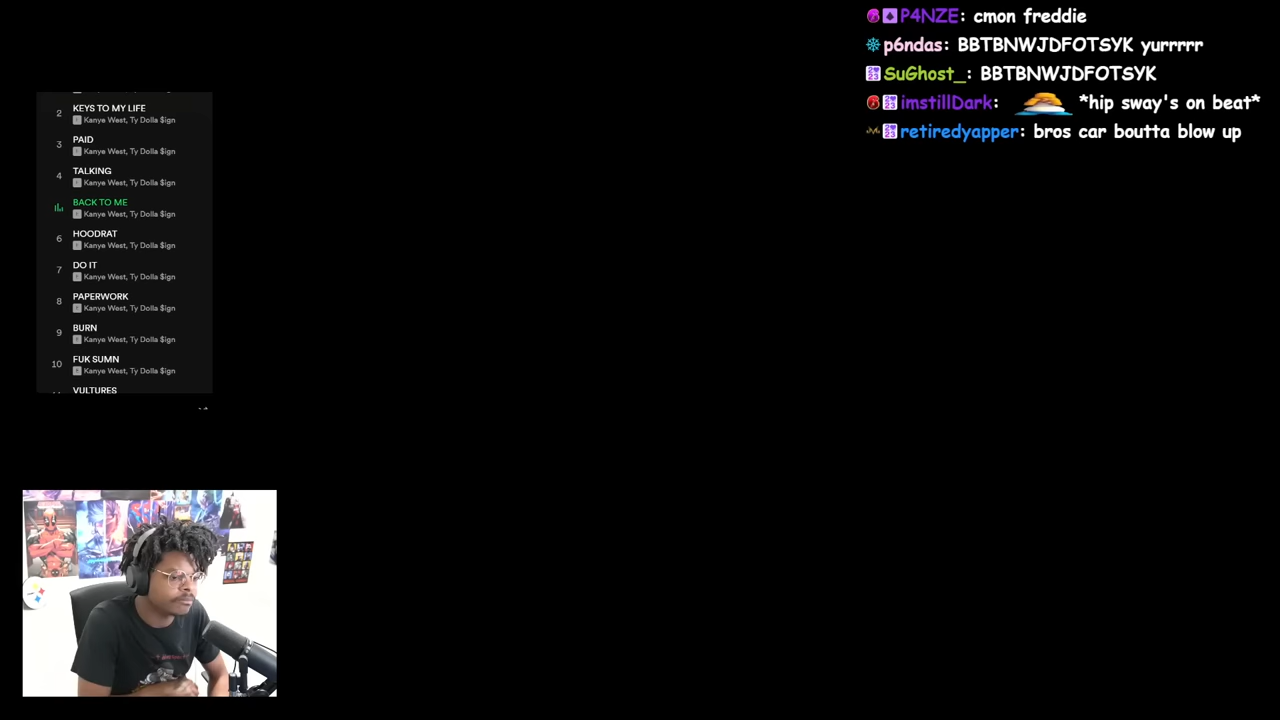 2 KEYS TO MY LIFE
Kanye West, Ty Dolla $ign
3 PAID
Kanye West, Ty Dolla $ign
4 TALKING
Kanye West, Ty Dolla $ign
BACK TO ME
Kanye West, Ty Dolla $ign
6 HOODRAT
Kanye West, Ty Dolla $ign
7 DO IT
Kanye West, Ty Dolla $ign
8 PAPERWORK
Kanye West, Ty Dolla $ign
9 BURN
Kanye West, Ty Dolla $ign
10 FUK SUMN
Kanye West, Ty Dolla $ign
VULTURES
P4NZE: cmon freddie
p6ndas: BBTBNWJDFOTSYK yurrrrr
SuGhost_: BBTBNWJDFOTSYK
imstillDark: *hip sway's on beat*
retiredyapper: bros car boutta blow up